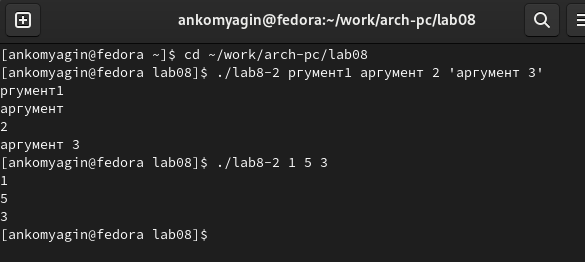 ankomyagin@fedora:~/work/arch-pc/lab08
[ankomyagin@fedora ~]$ cd ~/work/arch-pc/lab08
[ankomyagin@fedora lab08]$ ./lab8-2 ргумент1 аргумент 2 'аргумент 3'
ргумент1
аргумент
2
аргумент 3
[ankomyagin@fedora lab08]$ ./lab8-2 1 5 3
1
5
3
[ankomyagin@fedora lab08]$